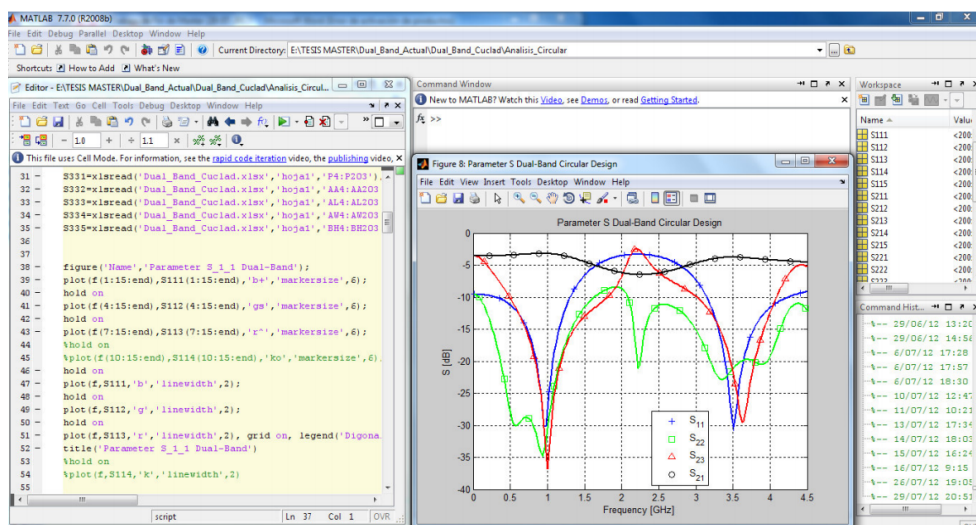 MATLAB 7.7.0 (R2008b)
File Edit Debug Parallel Desktop Window Help
Current Directory: E:\TESIS MASTER\Dual_Band_Actual\Dual_Band_Cuclad\Analisis_Circular
Shortcuts How to Add What's New
Editor - E:\TESIS MASTER\Dual_Band_Actual\Dual_Band_Cuclad\Analisis_Circul...
File Edit Text Go Cell Tools Debug Desktop Window Help
- 1.0 + ÷ 1.1 ×
This file uses Cell Mode. For information, see the rapid code iteration video, the publishing video,
31 - S331=xlsread('Dual_Band_Cuclad.xlsx','hoja1','P4:P203'),
32 - S332=xlsread('Dual_Band_Cuclad.xlsx','hoja1','AA4:AA203
33 - S333=xlsread('Dual_Band_Cuclad.xlsx','hoja1','AL4:AL203
34 - S334=xlsread('Dual_Band_Cuclad.xlsx','hoja1','AW4:AW203
35 - S335=xlsread('Dual_Band_Cuclad.xlsx','hoja1','BH4:BH203
36
37
38 - figure('Name','Parameter S_1_1 Dual-Band');
39 - plot(f(1:15:end),S111(1:15:end),'b+','markersize',6);
40 - hold on
41 - plot(f(4:15:end),S112(4:15:end),'gs','markersize',6);
42 - hold on
43 - plot(f(7:15:end),S113(7:15:end),'r^','markersize',6);
44 %hold on
45 %plot(f(10:15:end),S114(10:15:end),'ko','markersize',6)
46 - hold on
47 - plot(f,S111,'b','linewidth',2);
48 - hold on
49 - plot(f,S112,'g','linewidth',2);
50 - hold on
51 - plot(f,S113,'r','linewidth',2), grid on, legend('Digona
52 - title('Parameter S_1_1 Dual-Band')
53 %hold on
54 %plot(f,S114,'k','linewidth',2)
55
script Ln 37 Col 1 OVR
Command Window
New to MATLAB? Watch this Video, see Demos, or read Getting Started.
fx >>
Figure 8: Parameter S Dual-Band Circular Design
File Edit View Insert Tools Desktop Window Help
Parameter S Dual-Band Circular Design
0
-5
-10
-15
-20
-25
-30
-35
-40
S [dB]
S11
S22
S23
S21
0 0.5 1 1.5 2 2.5 3 3.5 4 4.5
Frequency [GHz]
Workspace
Name Valu
S111 <200
S112 <200
S113 <200
S114 <200
S115 <200
S211 <200
S212 <200
S213 <200
S214 <200
S215 <200
S221 <200
S222 <200
Command Hist...
%-- 29/06/12 13:20
%-- 29/06/12 14:56
%-- 6/07/12 17:28
%-- 6/07/12 17:57
%-- 6/07/12 18:30
%-- 10/07/12 12:47
%-- 11/07/12 10:21
%-- 13/07/12 17:34
%-- 14/07/12 18:03
%-- 15/07/12 16:24
%-- 16/07/12 9:15
%-- 26/07/12 19:05
%-- 29/07/12 20:55